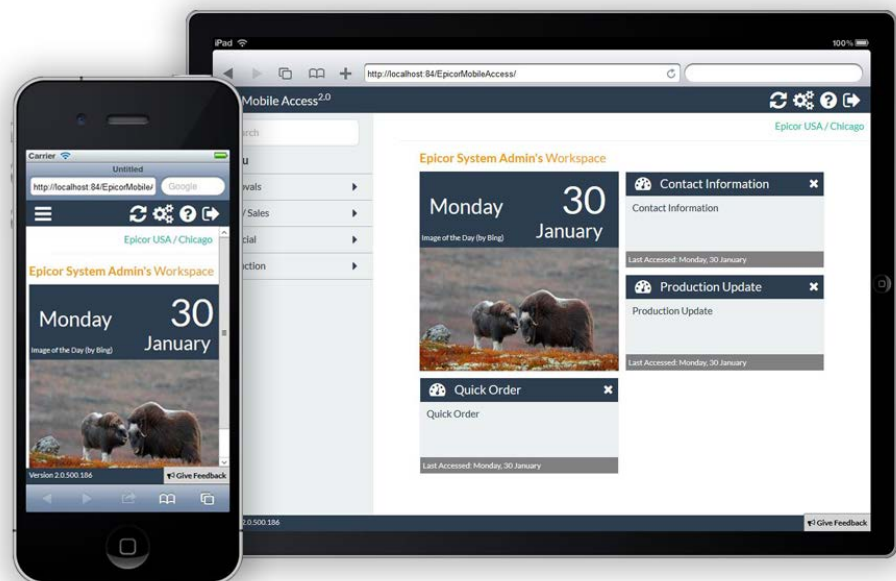 iPad
100%
http://localhost:84/EpicorMobileAccess/
Mobile Access2.0
Epicor USA / Chicago
Epicor System Admin's Workspace
Monday 30
January
Image of the Day (by Bing)
Contact Information
Contact Information
Last Accessed: Monday, 30 January
Production Update
Production Update
Last Accessed: Monday, 30 January
Quick Order
Quick Order
Last Accessed: Monday, 30 January
/ Sales
2.0.500.186
Give Feedback
Carrier
Untitled
http://localhost:84/EpicorMobile/
Google
Epicor USA / Chicago
Epicor System Admin's Workspace
Monday 30
January
Image of the Day (by Bing)
Version 2.0.500.186
Give Feedback